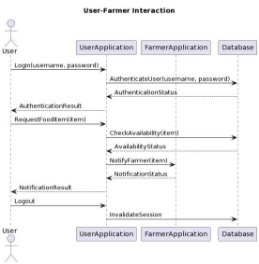 User-Farmer Interaction
User
UserApplication
FarmerApplication
Database
Login(username, password)
AuthenticateUser(username, password)
AuthenticationStatus
AuthenticationResult
RequestFoodItem(item)
CheckAvailability(item)
AvailabilityStatus
NotifyFarmer(item)
NotificationStatus
NotificationResult
Logout
InvalidateSession
User
UserApplication
FarmerApplication
Database